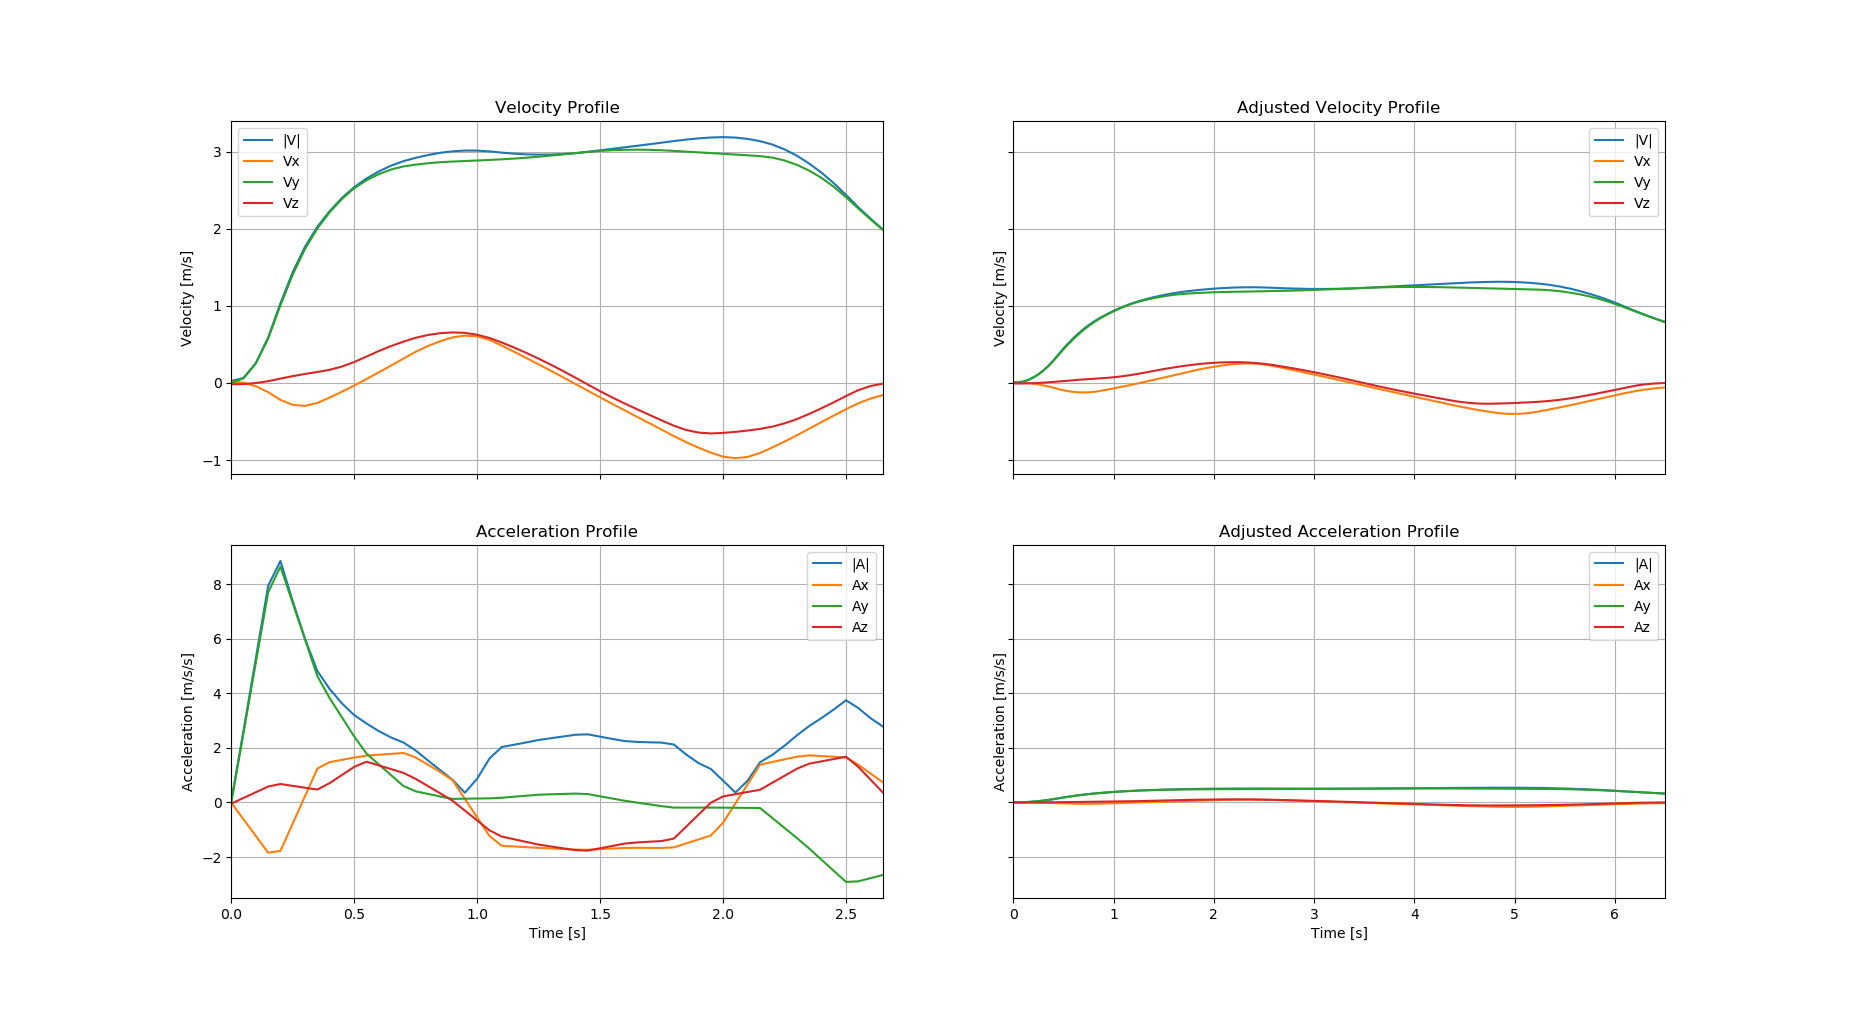 Velocity Profile
|V|
Vx
Vy
Vz
Velocity [m/s]
3
2
1
0
−1
Adjusted Velocity Profile
|V|
Vx
Vy
Vz
Velocity [m/s]
Acceleration Profile
|A|
Ax
Ay
Az
Acceleration [m/s/s]
8
6
4
2
0
−2
0.0 0.5 1.0 1.5 2.0 2.5
Time [s]
Adjusted Acceleration Profile
|A|
Ax
Ay
Az
Acceleration [m/s/s]
0 1 2 3 4 5 6
Time [s]